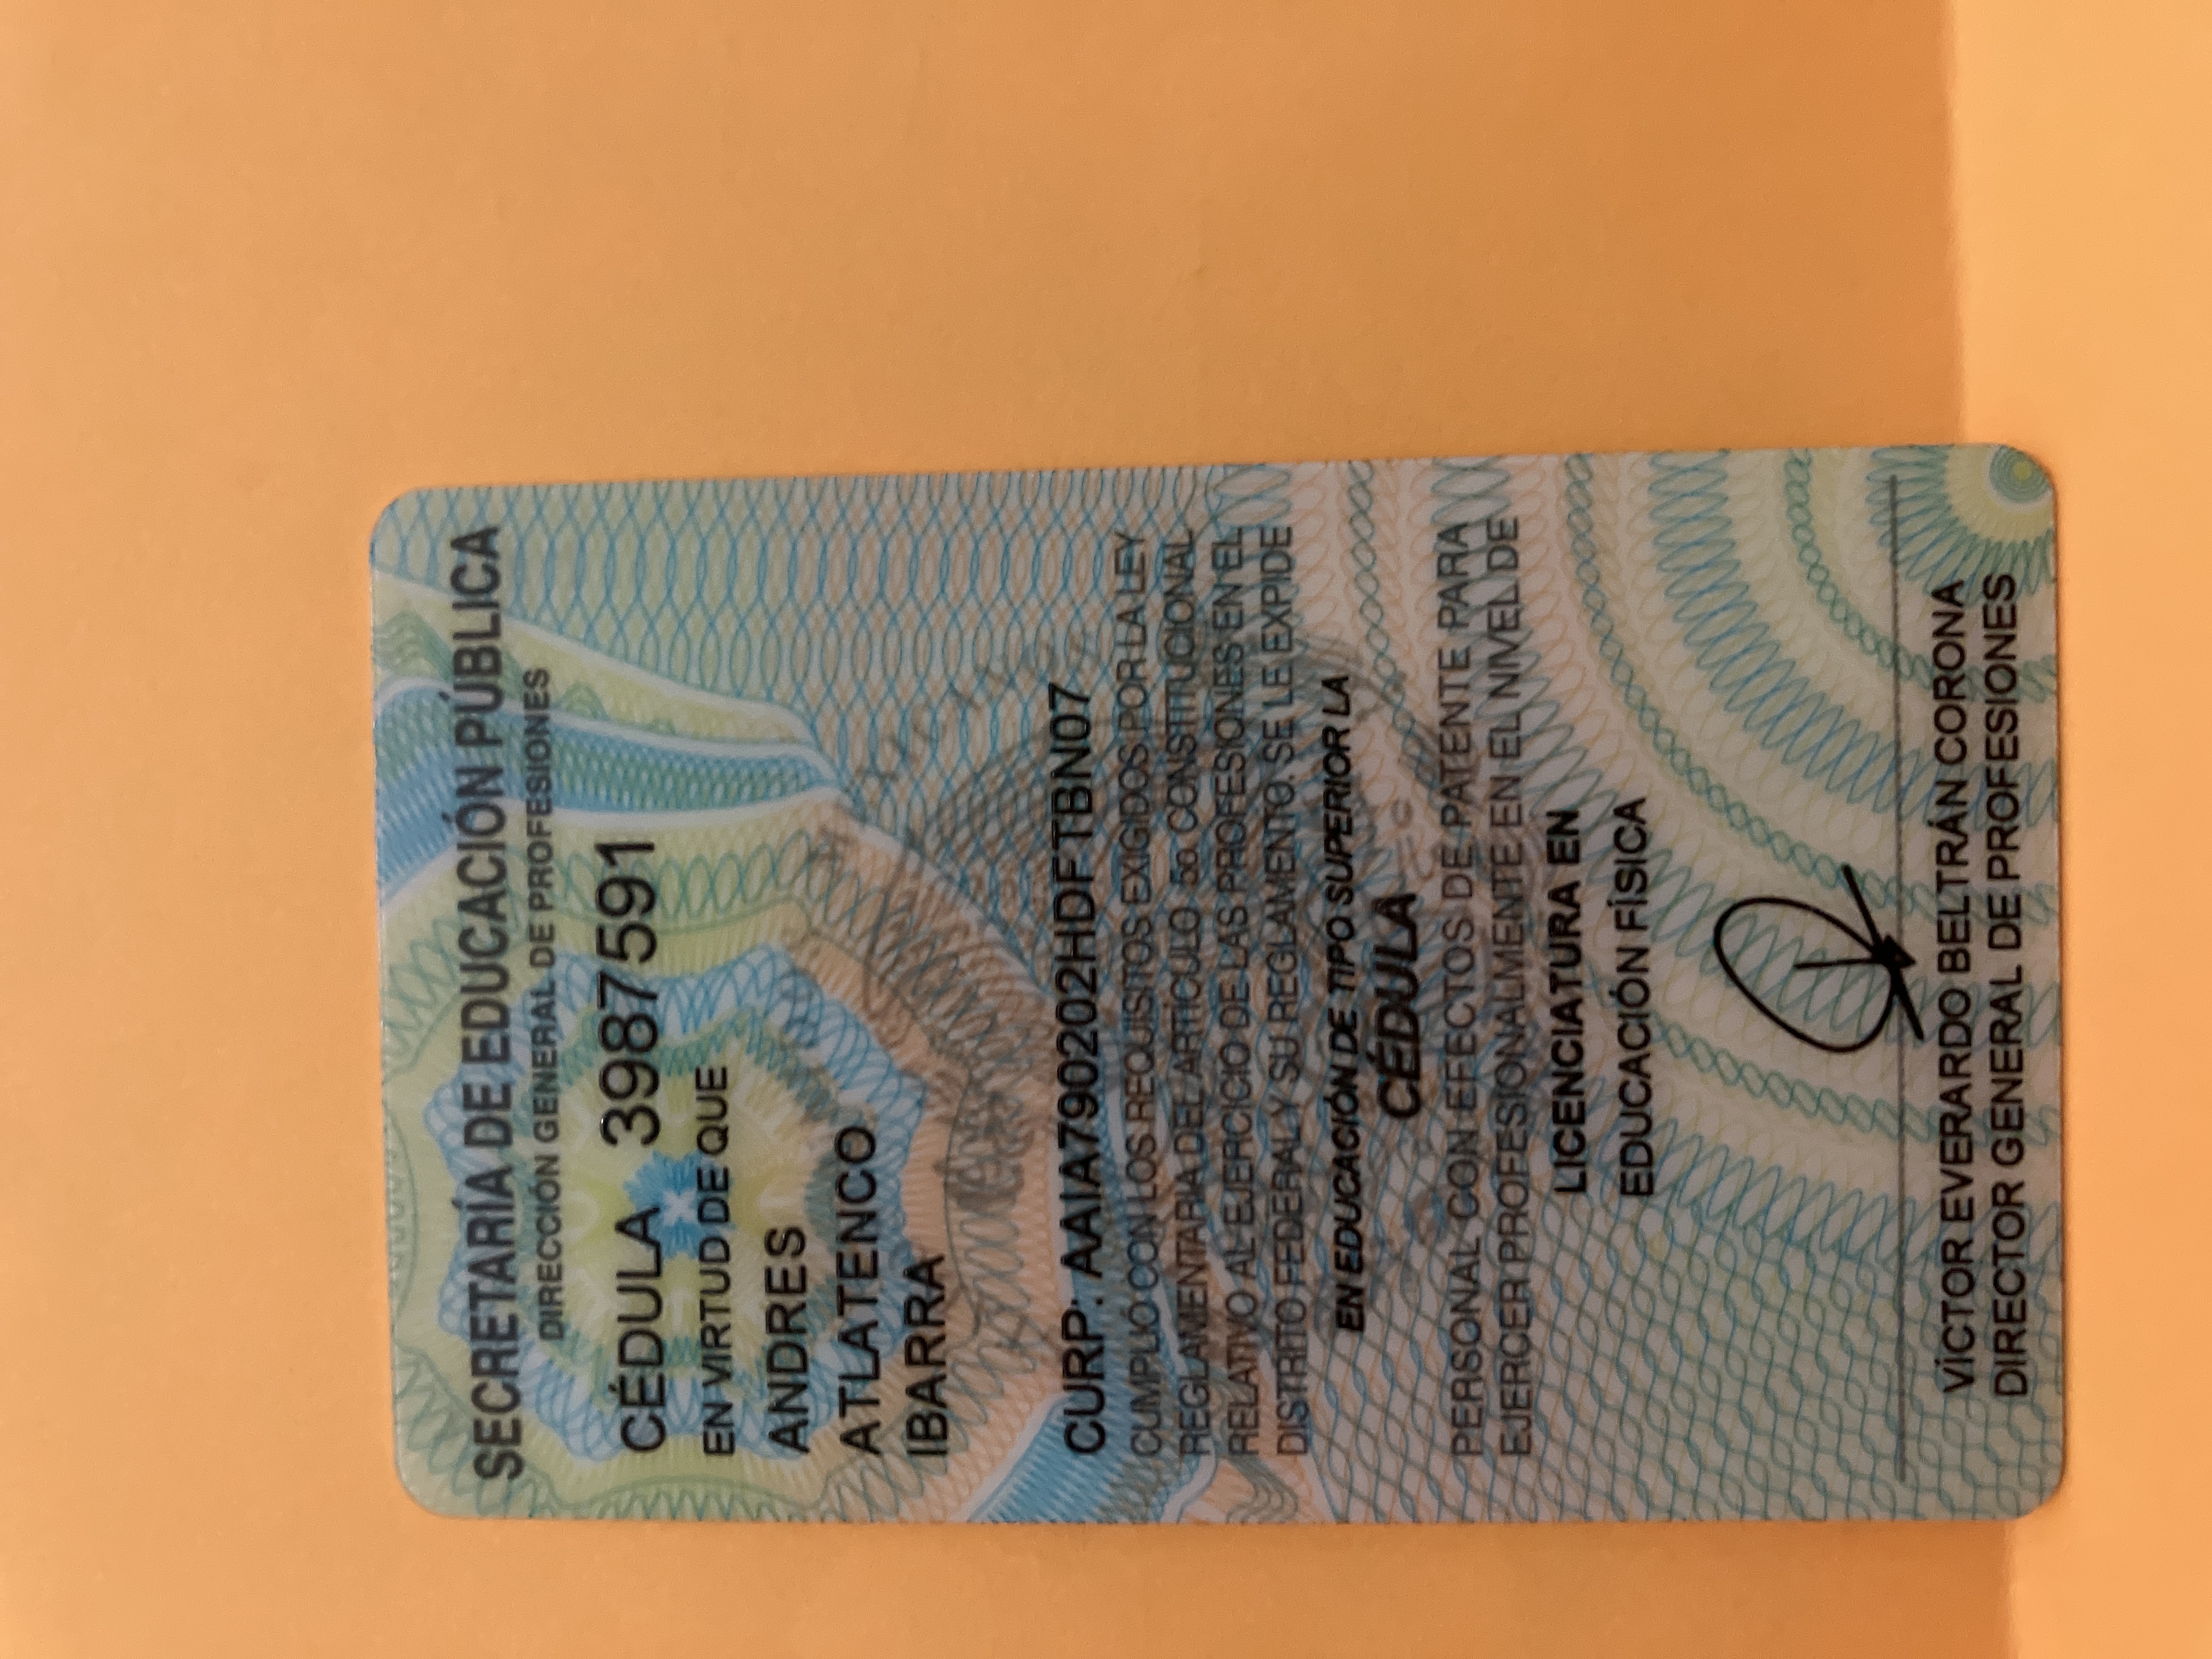 SECRETARÍA DE EDUCACIÓN PÚBLICA
DIRECCIÓN GENERAL DE PROFESIONES
CÉDULA 3987591
EN VIRTUD DE QUE
ANDRES
ATLATENCO
IBARRA
CURP: AAIA790202HDFTBN07
CUMPLIO CON LOS REQUISITOS EXIGIDOS POR LA LEY
REGLAMENTARIA DEL ARTÍCULO 5o. CONSTITUCIONAL
RELATIVO AL EJERCICIO DE LAS PROFESIONES EN EL
DISTRITO FEDERAL Y SU REGLAMENTO. SE LE EXPIDE
EN EDUCACIÓN DE TIPO SUPERIOR LA
CÉDULA
PERSONAL CON EFECTOS DE PATENTE PARA
EJERCER PROFESIONALMENTE EN EL NIVEL DE
LICENCIATURA EN
EDUCACIÓN FÍSICA
VÍCTOR EVERARDO BELTRÁN CORONA
DIRECTOR GENERAL DE PROFESIONES